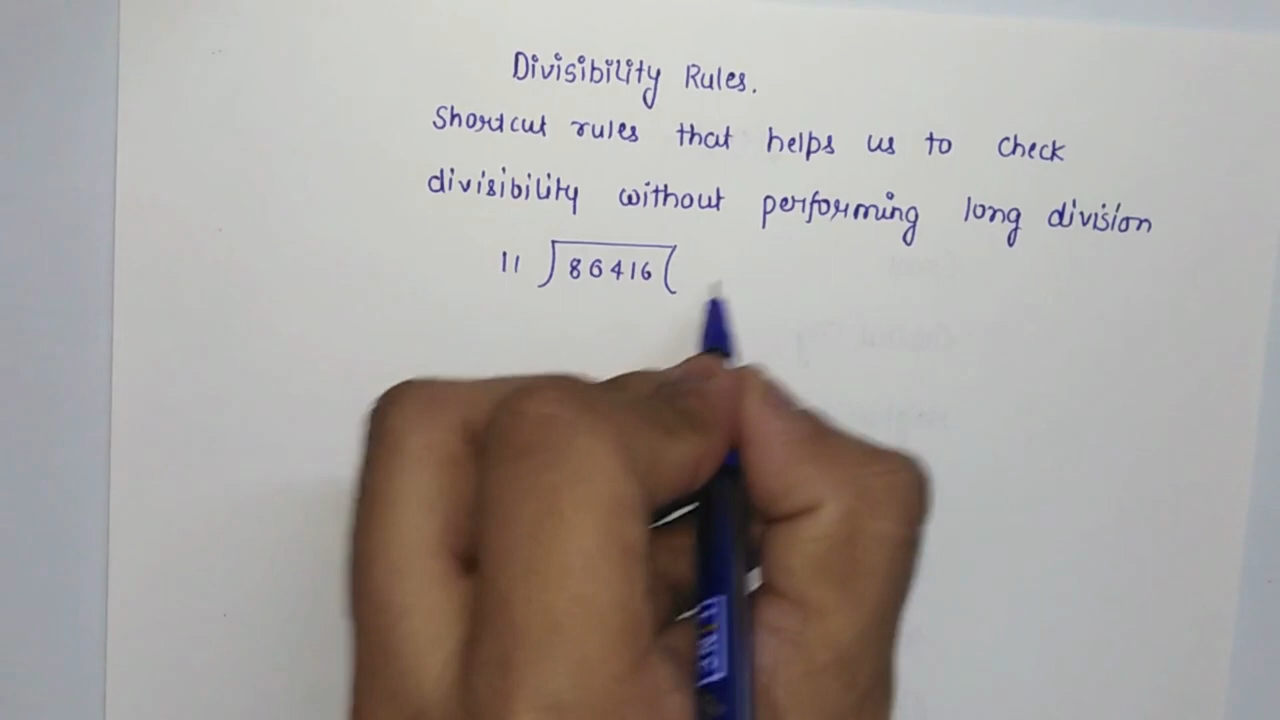 Divisibility Rules.
Shortcut rules that helps us to check
divisibility without performing long division
11 ) 86416 (